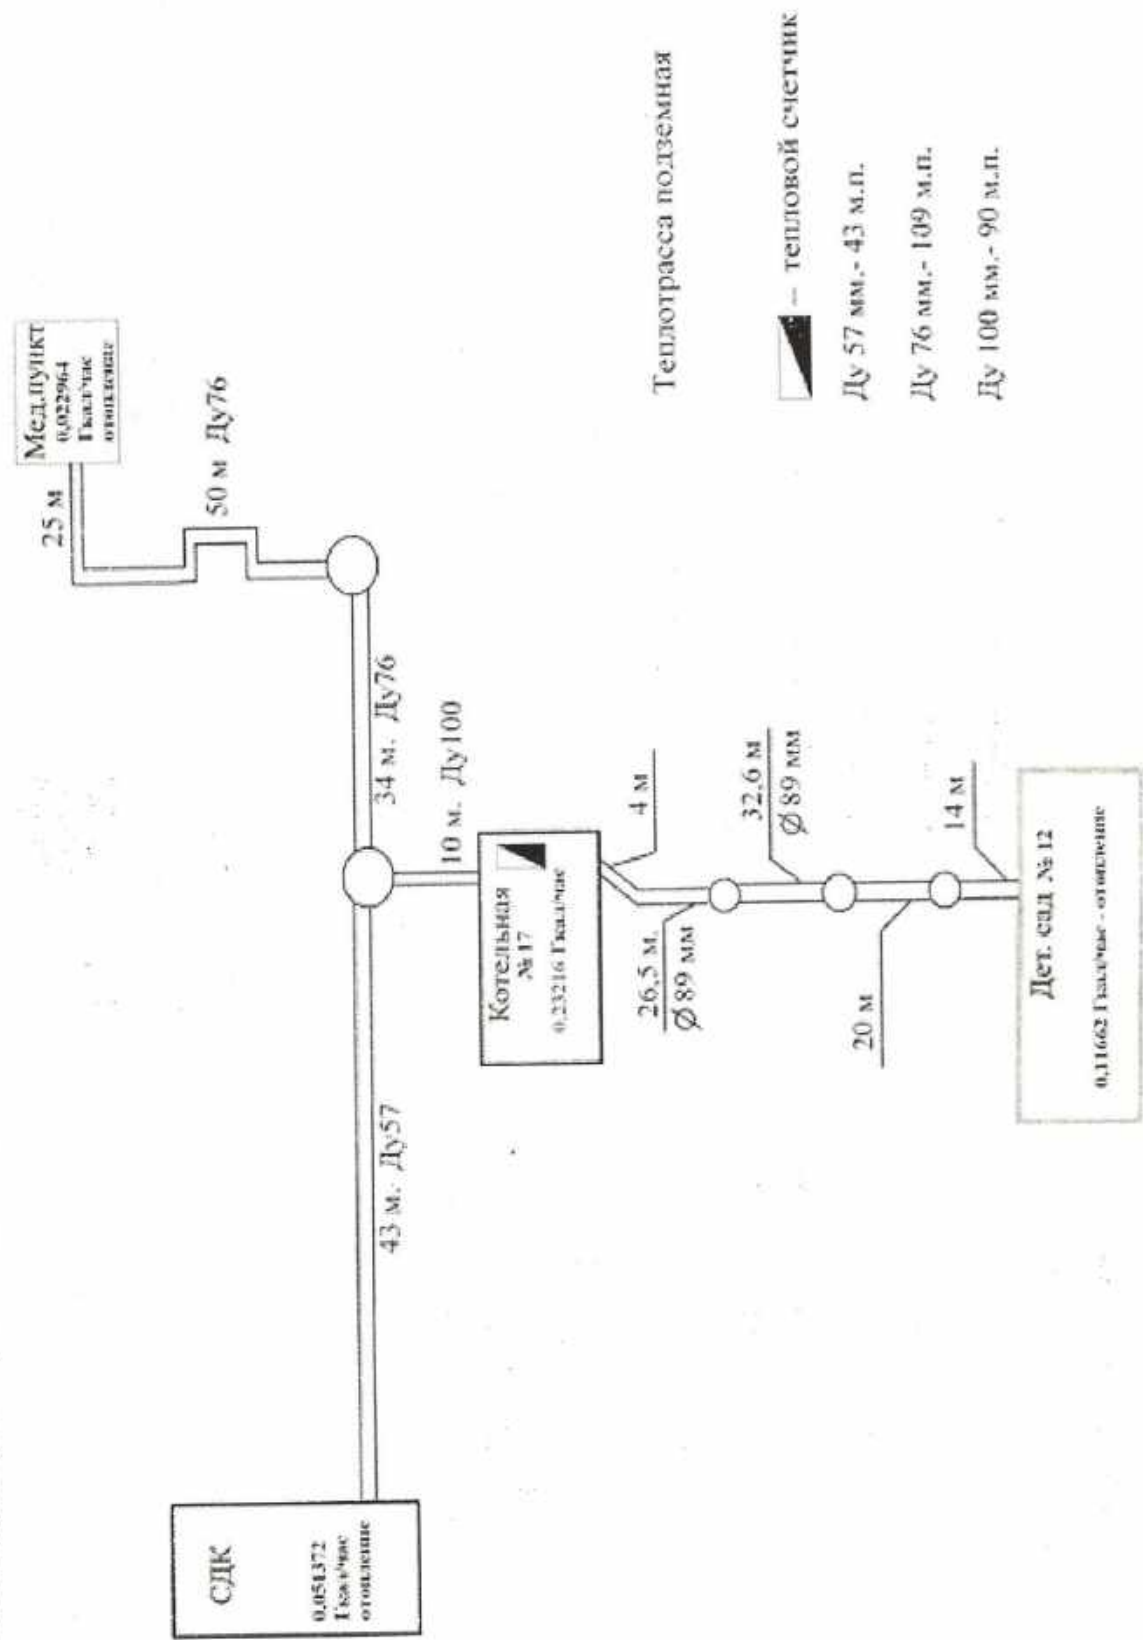 СДК
0,051372
Гкал/час
отопление
43 м. Ду57
Котельная
№ 17
0,23216 Гкал/час
10 м. Ду100
34 м. Ду76
50 м Ду76
25 м
Мед.пункт
0,022964
Гкал/час
отопление
4 м
26,5 м.
Ø 89 мм
32,6 м
Ø 89 мм
20 м
14 м
Дет. сад № 12
0,11662 Гкал/час - отопление
Теплотрасса подземная
– тепловой счетчик
Ду 57 мм.- 43 м.п.
Ду 76 мм.- 109 м.п.
Ду 100 мм.- 90 м.п.